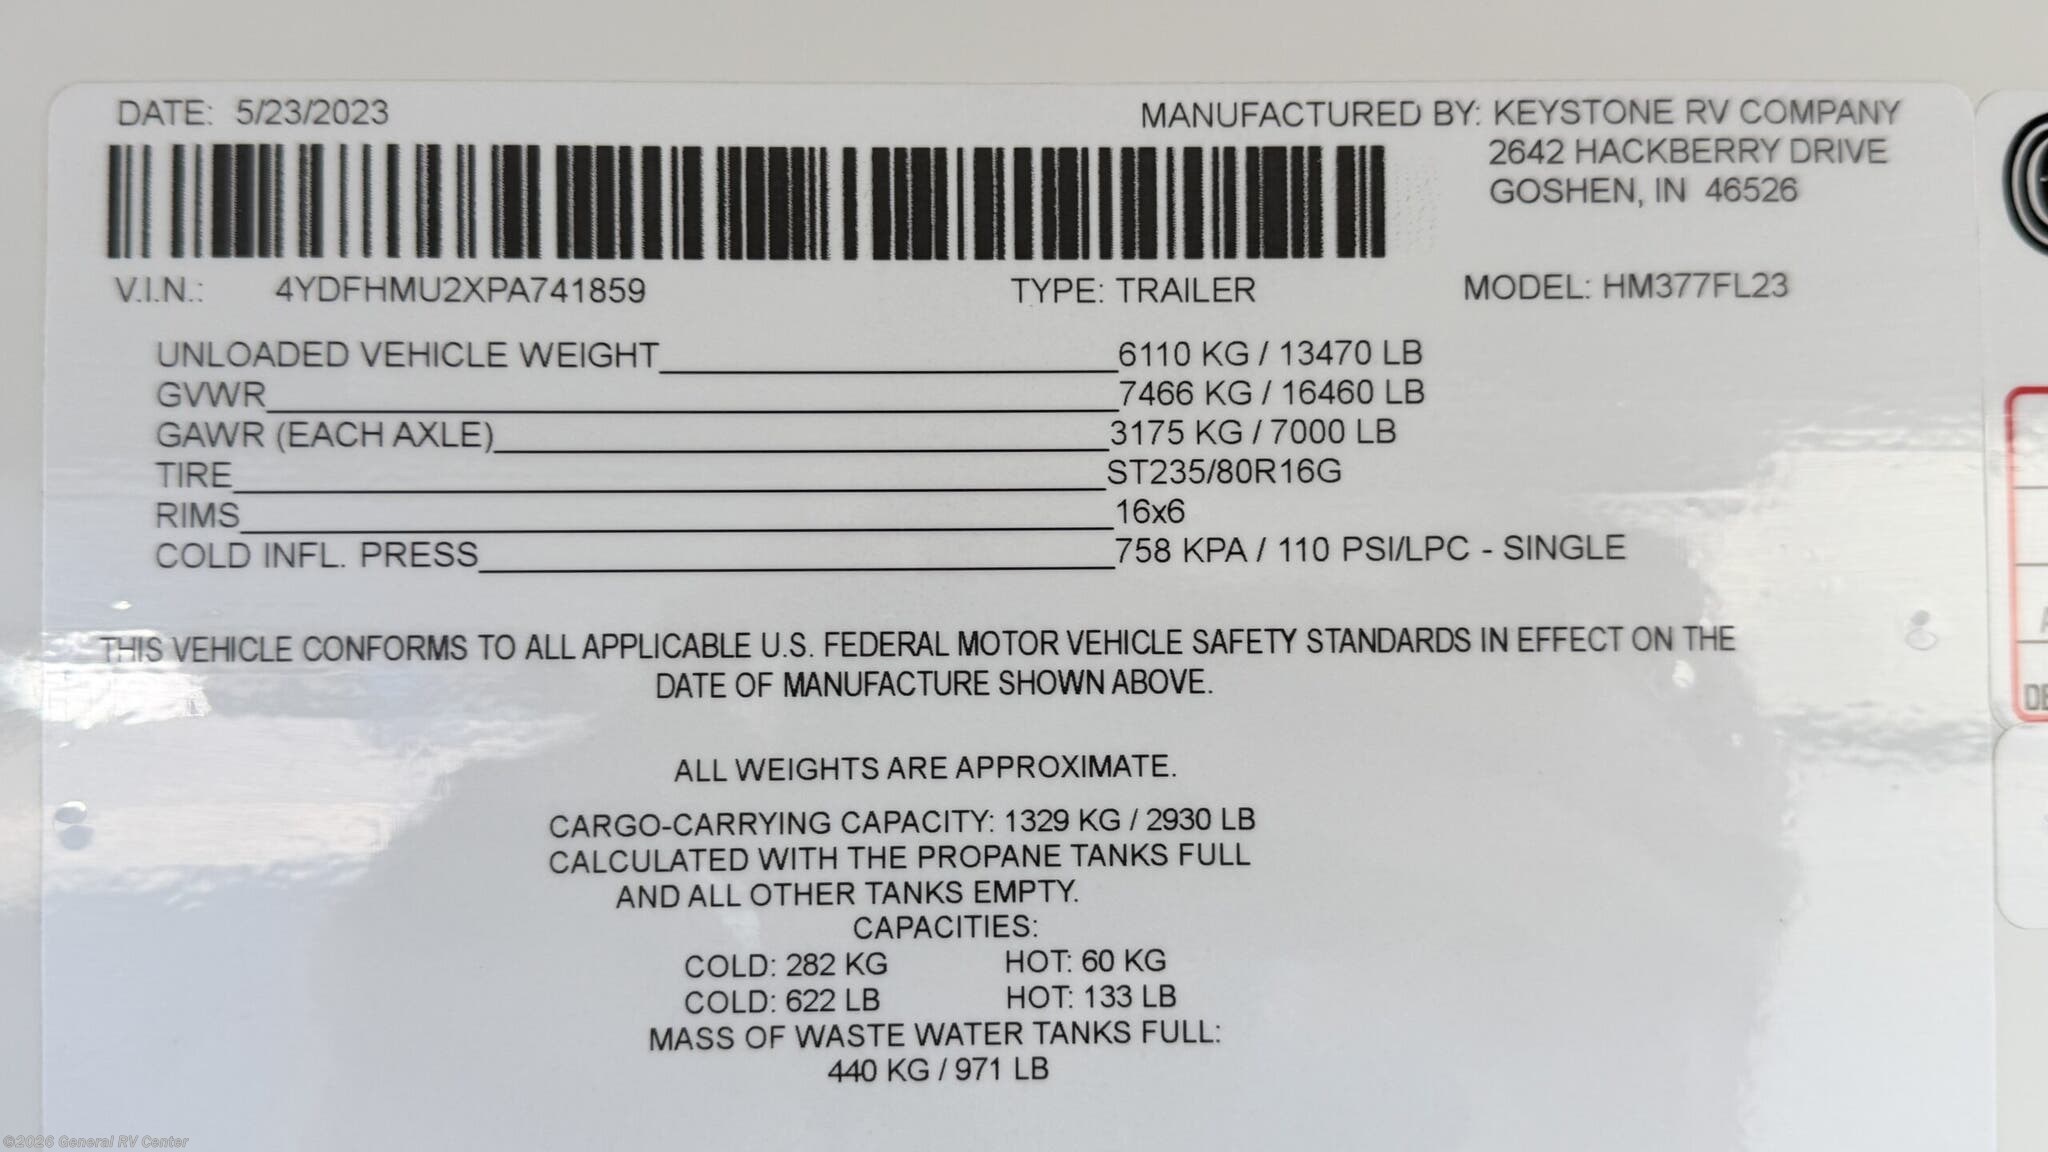 DATE: 5/23/2023
MANUFACTURED BY: KEYSTONE RV COMPANY
2642 HACKBERRY DRIVE
GOSHEN, IN 46526
V.I.N.: 4YDFHMU2XPA741859 TYPE: TRAILER MODEL: HM377FL23
UNLOADED VEHICLE WEIGHT 6110 KG / 13470 LB
GVWR 7466 KG / 16460 LB
GAWR (EACH AXLE) 3175 KG / 7000 LB
TIRE ST235/80R16G
RIMS 16x6
COLD INFL. PRESS 758 KPA / 110 PSI/LPC - SINGLE
THIS VEHICLE CONFORMS TO ALL APPLICABLE U.S. FEDERAL MOTOR VEHICLE SAFETY STANDARDS IN EFFECT ON THE
DATE OF MANUFACTURE SHOWN ABOVE.
ALL WEIGHTS ARE APPROXIMATE.
CARGO-CARRYING CAPACITY: 1329 KG / 2930 LB
CALCULATED WITH THE PROPANE TANKS FULL
AND ALL OTHER TANKS EMPTY.
CAPACITIES:
COLD: 282 KG HOT: 60 KG
COLD: 622 LB HOT: 133 LB
MASS OF WASTE WATER TANKS FULL:
440 KG / 971 LB
©2026 General RV Center